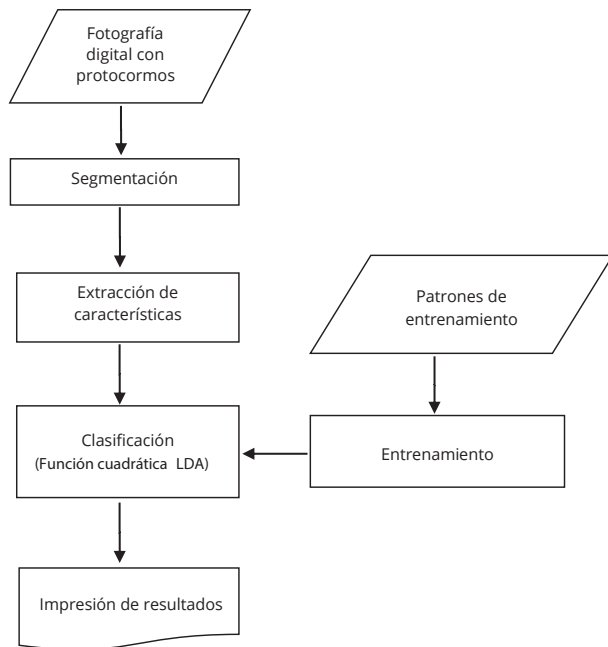 Fotografía
digital con
protocormos
Segmentación
Extracción de
características
Patrones de
entrenamiento
Clasificación
(Función cuadrática LDA)
Entrenamiento
Impresión de resultados